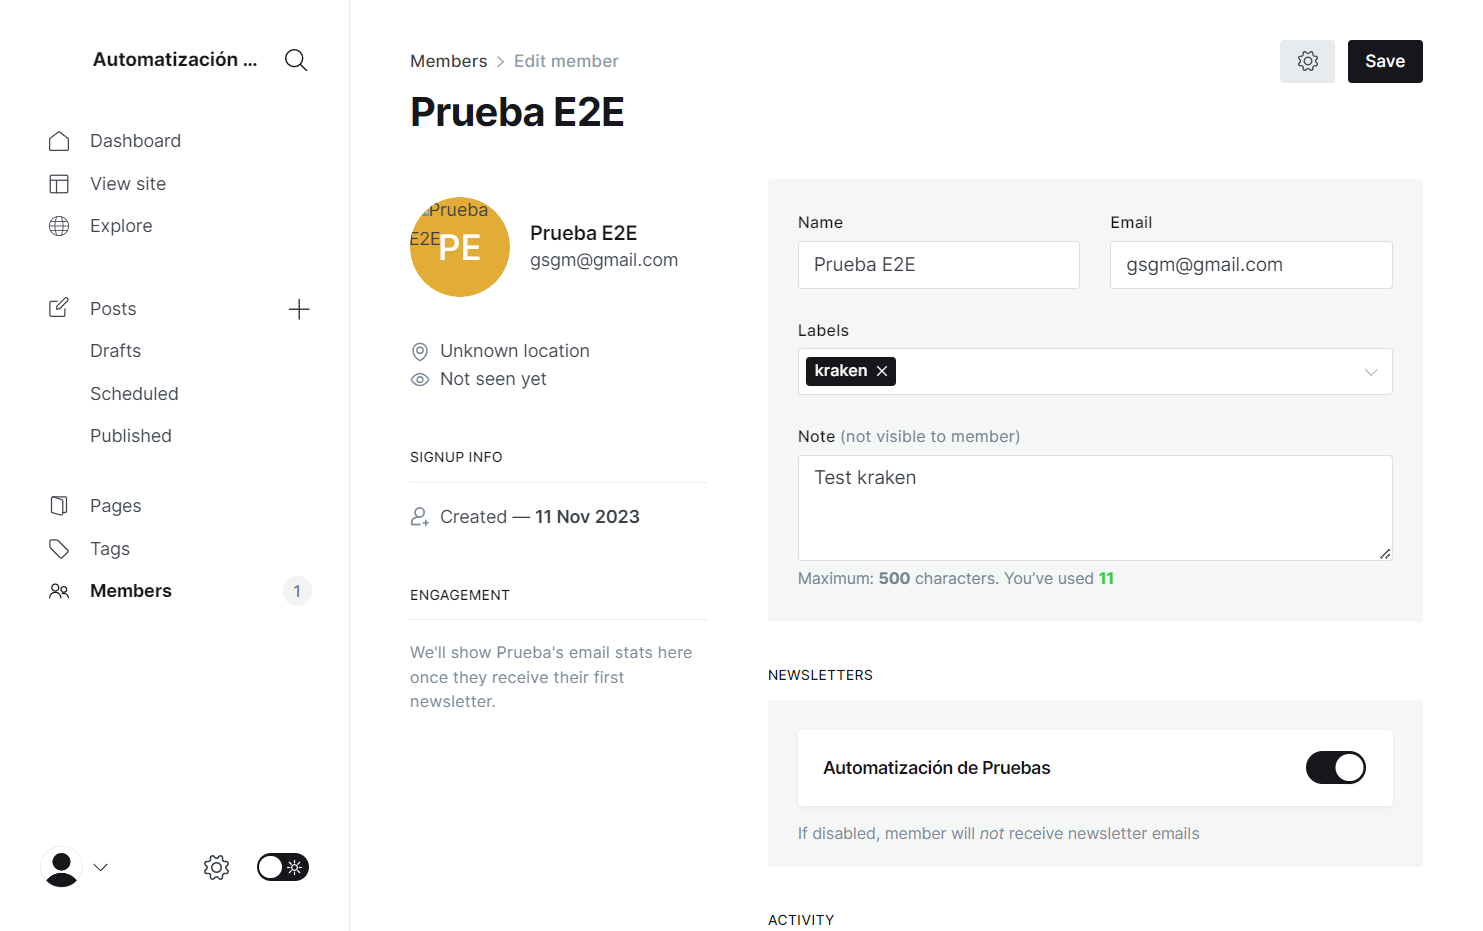 Automatización ...
Dashboard
View site
Explore
Posts
Drafts
Scheduled
Published
Pages
Tags
Members
1
Members > Edit member
Save
Prueba E2E
Prueba
E2E
PE
Prueba E2E
gsgm@gmail.com
Unknown location
Not seen yet
SIGNUP INFO
Created — 11 Nov 2023
ENGAGEMENT
We'll show Prueba's email stats here
once they receive their first
newsletter.
Name
Prueba E2E
Email
gsgm@gmail.com
Labels
kraken
Note (not visible to member)
Test kraken
Maximum: 500 characters. You’ve used 11
NEWSLETTERS
Automatización de Pruebas
If disabled, member will not receive newsletter emails
ACTIVITY